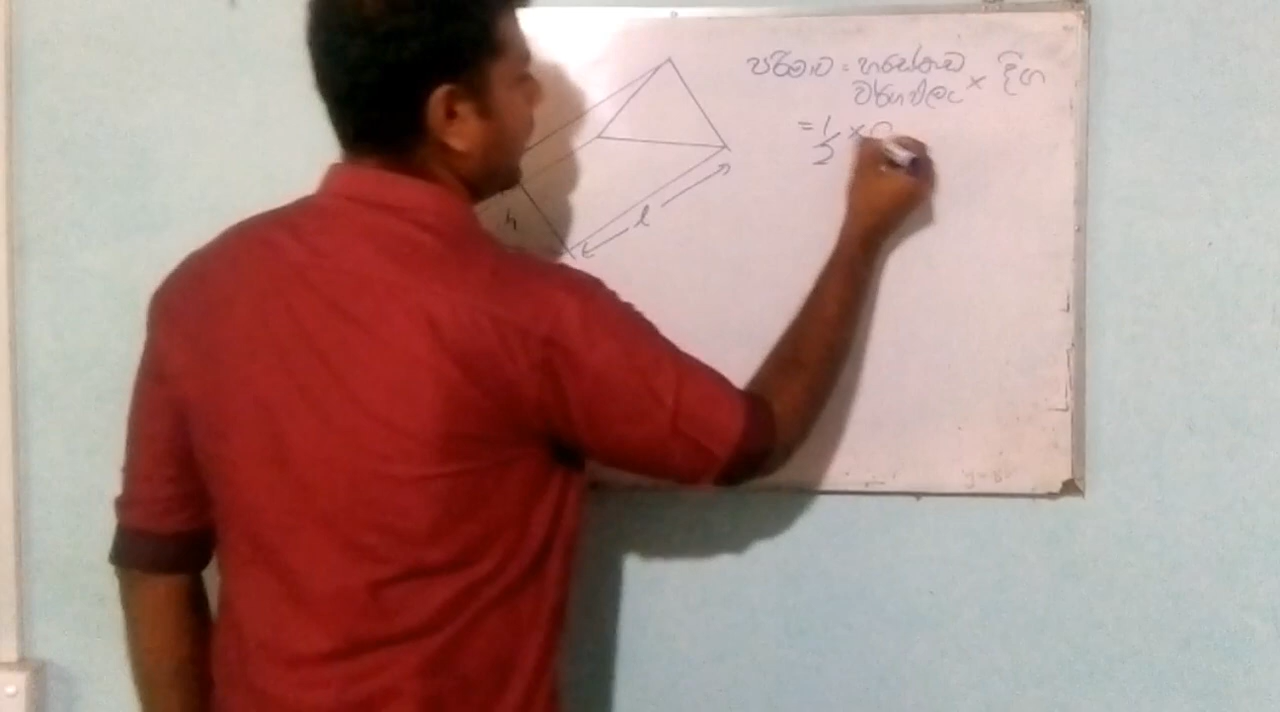 පරිමාව = හරස්කඩ × දිග
වර්ගඵලය
= 1/2 ×
h
l